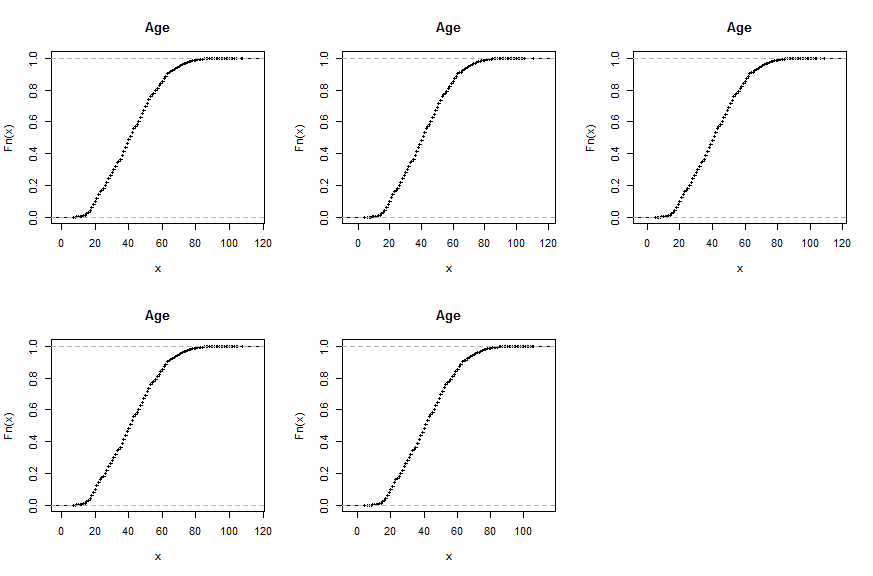 Age Age Age
Fn(x) 0.0 0.2 0.4 0.6 0.8 1.0 Fn(x) 0.0 0.2 0.4 0.6 0.8 1.0 Fn(x) 0.0 0.2 0.4 0.6 0.8 1.0
0 20 40 60 80 100 120 0 20 40 60 80 100 120 0 20 40 60 80 100 120
x x x
Age Age
Fn(x) 0.0 0.2 0.4 0.6 0.8 1.0 Fn(x) 0.0 0.2 0.4 0.6 0.8 1.0
0 20 40 60 80 100 120 0 20 40 60 80 100
x x